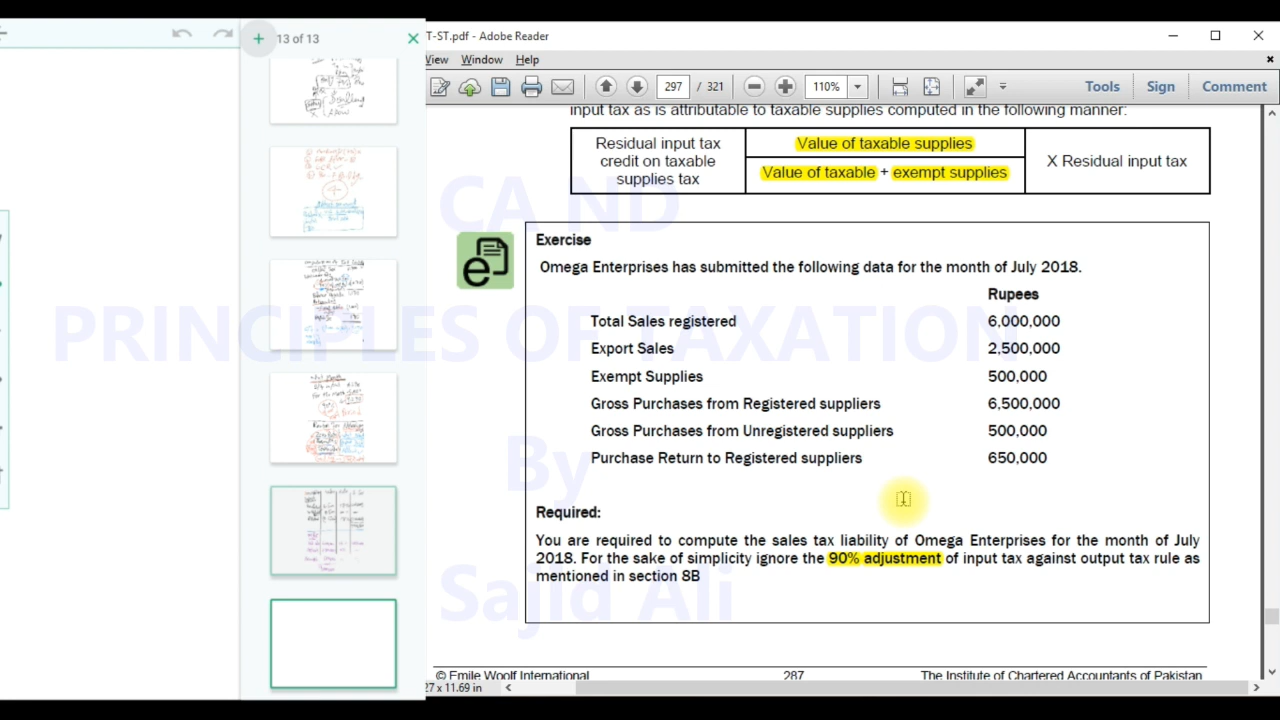 13 of 13
T-ST.pdf - Adobe Reader
View Window Help
297 / 321 110% Tools Sign Comment
input tax as is attributable to taxable supplies computed in the following manner:
Residual input tax credit on taxable supplies tax
Value of taxable supplies
Value of taxable + exempt supplies
X Residual input tax
Exercise
Omega Enterprises has submitted the following data for the month of July 2018.
Rupees
Total Sales registered 6,000,000
Export Sales 2,500,000
Exempt Supplies 500,000
Gross Purchases from Registered suppliers 6,500,000
Gross Purchases from Unregistered suppliers 500,000
Purchase Return to Registered suppliers 650,000
Required:
You are required to compute the sales tax liability of Omega Enterprises for the month of July
2018. For the sake of simplicity ignore the 90% adjustment of input tax against output tax rule as
mentioned in section 8B
© Emile Woolf International 287 The Institute of Chartered Accountants of Pakistan
27 x 11.69 in
CA ND
PRINCIPLES OF TAXATION
By
Sajid Ali